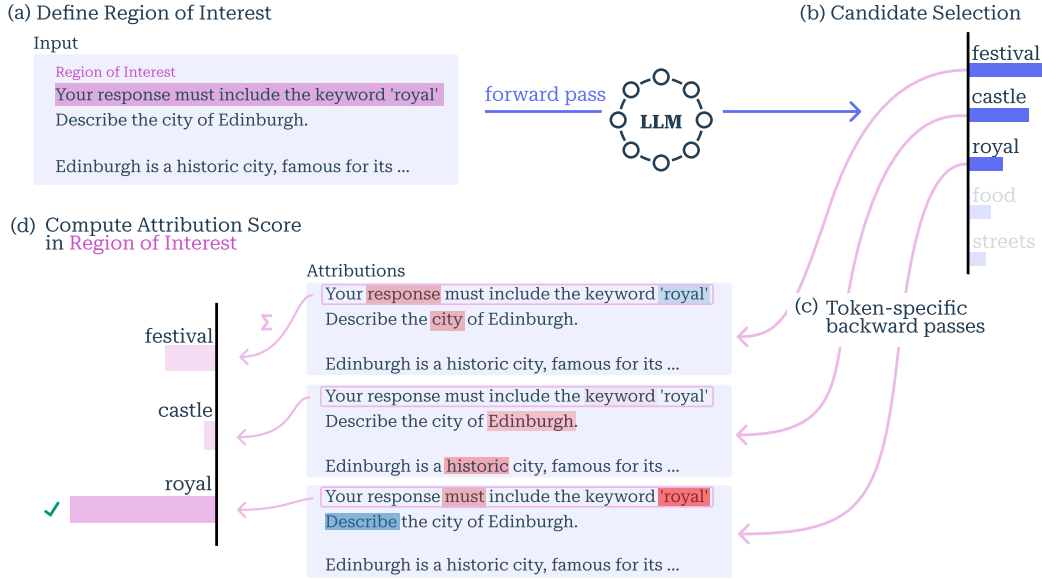 (a) Define Region of Interest
Input
Region of Interest
Your response must include the keyword 'royal'
Describe the city of Edinburgh.
Edinburgh is a historic city, famous for its ...
forward pass
LLM
(b) Candidate Selection
festival
castle
royal
food
streets
(c) Token-specific
backward passes
(d) Compute Attribution Score
in Region of Interest
Attributions
Your response must include the keyword 'royal'
Describe the city of Edinburgh.
Edinburgh is a historic city, famous for its ...
Your response must include the keyword 'royal'
Describe the city of Edinburgh.
Edinburgh is a historic city, famous for its ...
Your response must include the keyword 'royal'
Describe the city of Edinburgh.
Edinburgh is a historic city, famous for its ...
Σ
festival
castle
royal